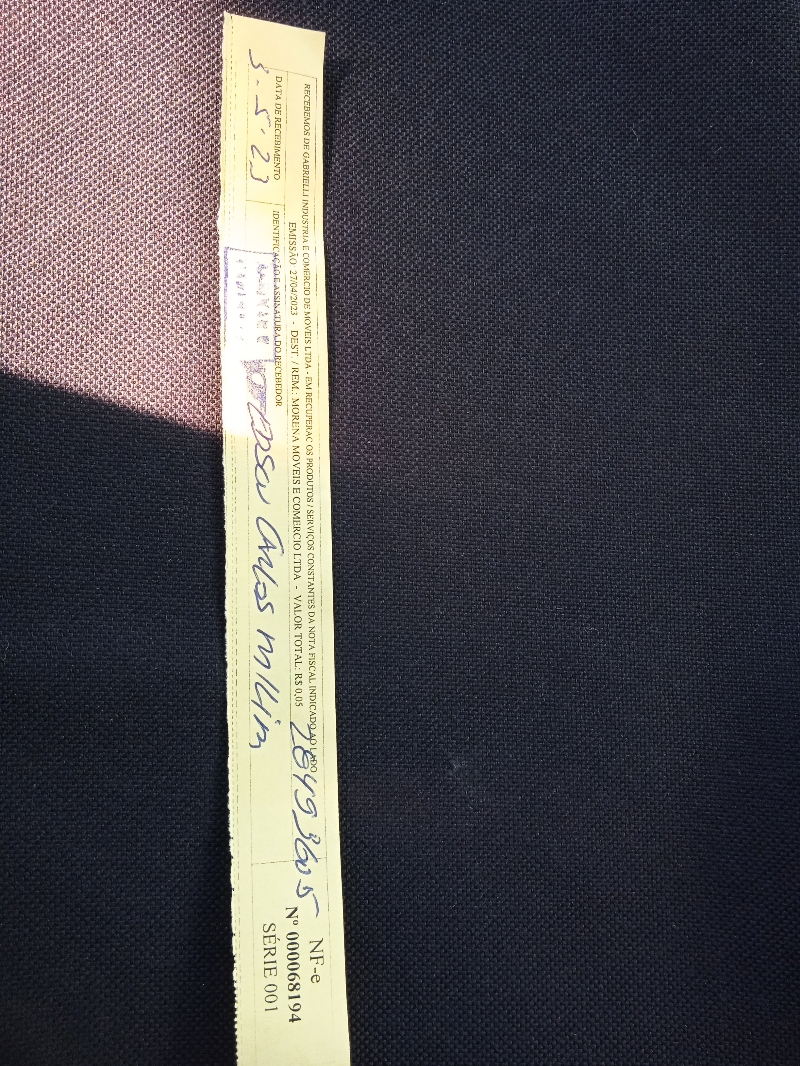 RECEBEMOS DE GABRIELLI INDUSTRIA E COMERCIO DE MOVEIS LTDA - EM RECUPERAC OS PRODUTOS / SERVIÇOS CONSTANTES DA NOTA FISCAL INDICADO AO LADO
EMISSÃO 27/04/2023 - DEST / REM.: MORENA MOVEIS E COMERCIO LTDA - VALOR TOTAL: R$ 0,05
DATA DE RECEBIMENTO
3.5.23
IDENTIFICAÇÃO E ASSINATURA DO RECEBEDOR
Carlos
NF-e
Nº 000068194
SÉRIE 001